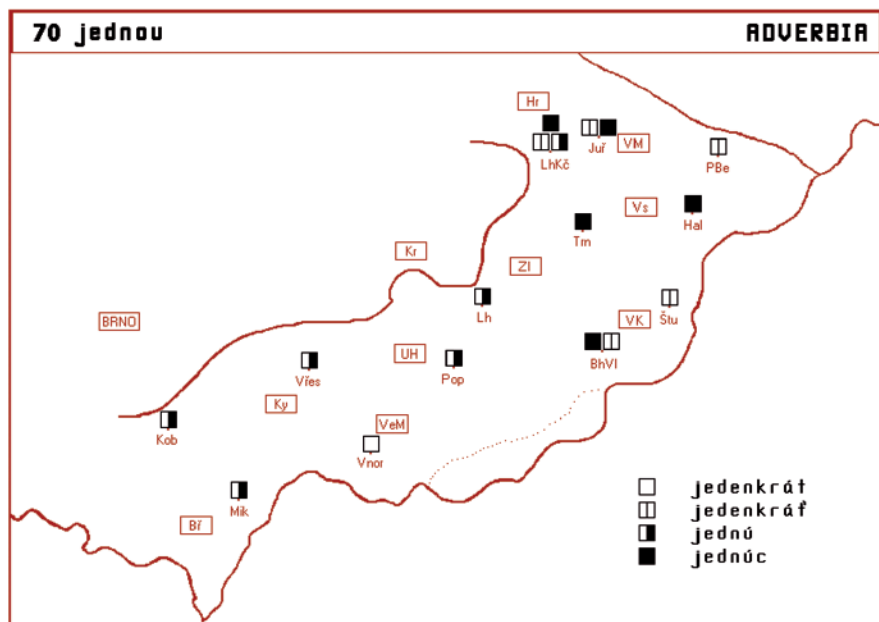 70 jednou ADVERBIA
Hr
LhKč Juř VM PBe
Vs Hal
Trn
Kr
Zl
Lh Štu
BRNO VK
UH BhVl
Vřes Pop
Ky
Kob VeM
Vnor
Mik
Bř
jedenkrát
jedenkráť
jednú
jednúc